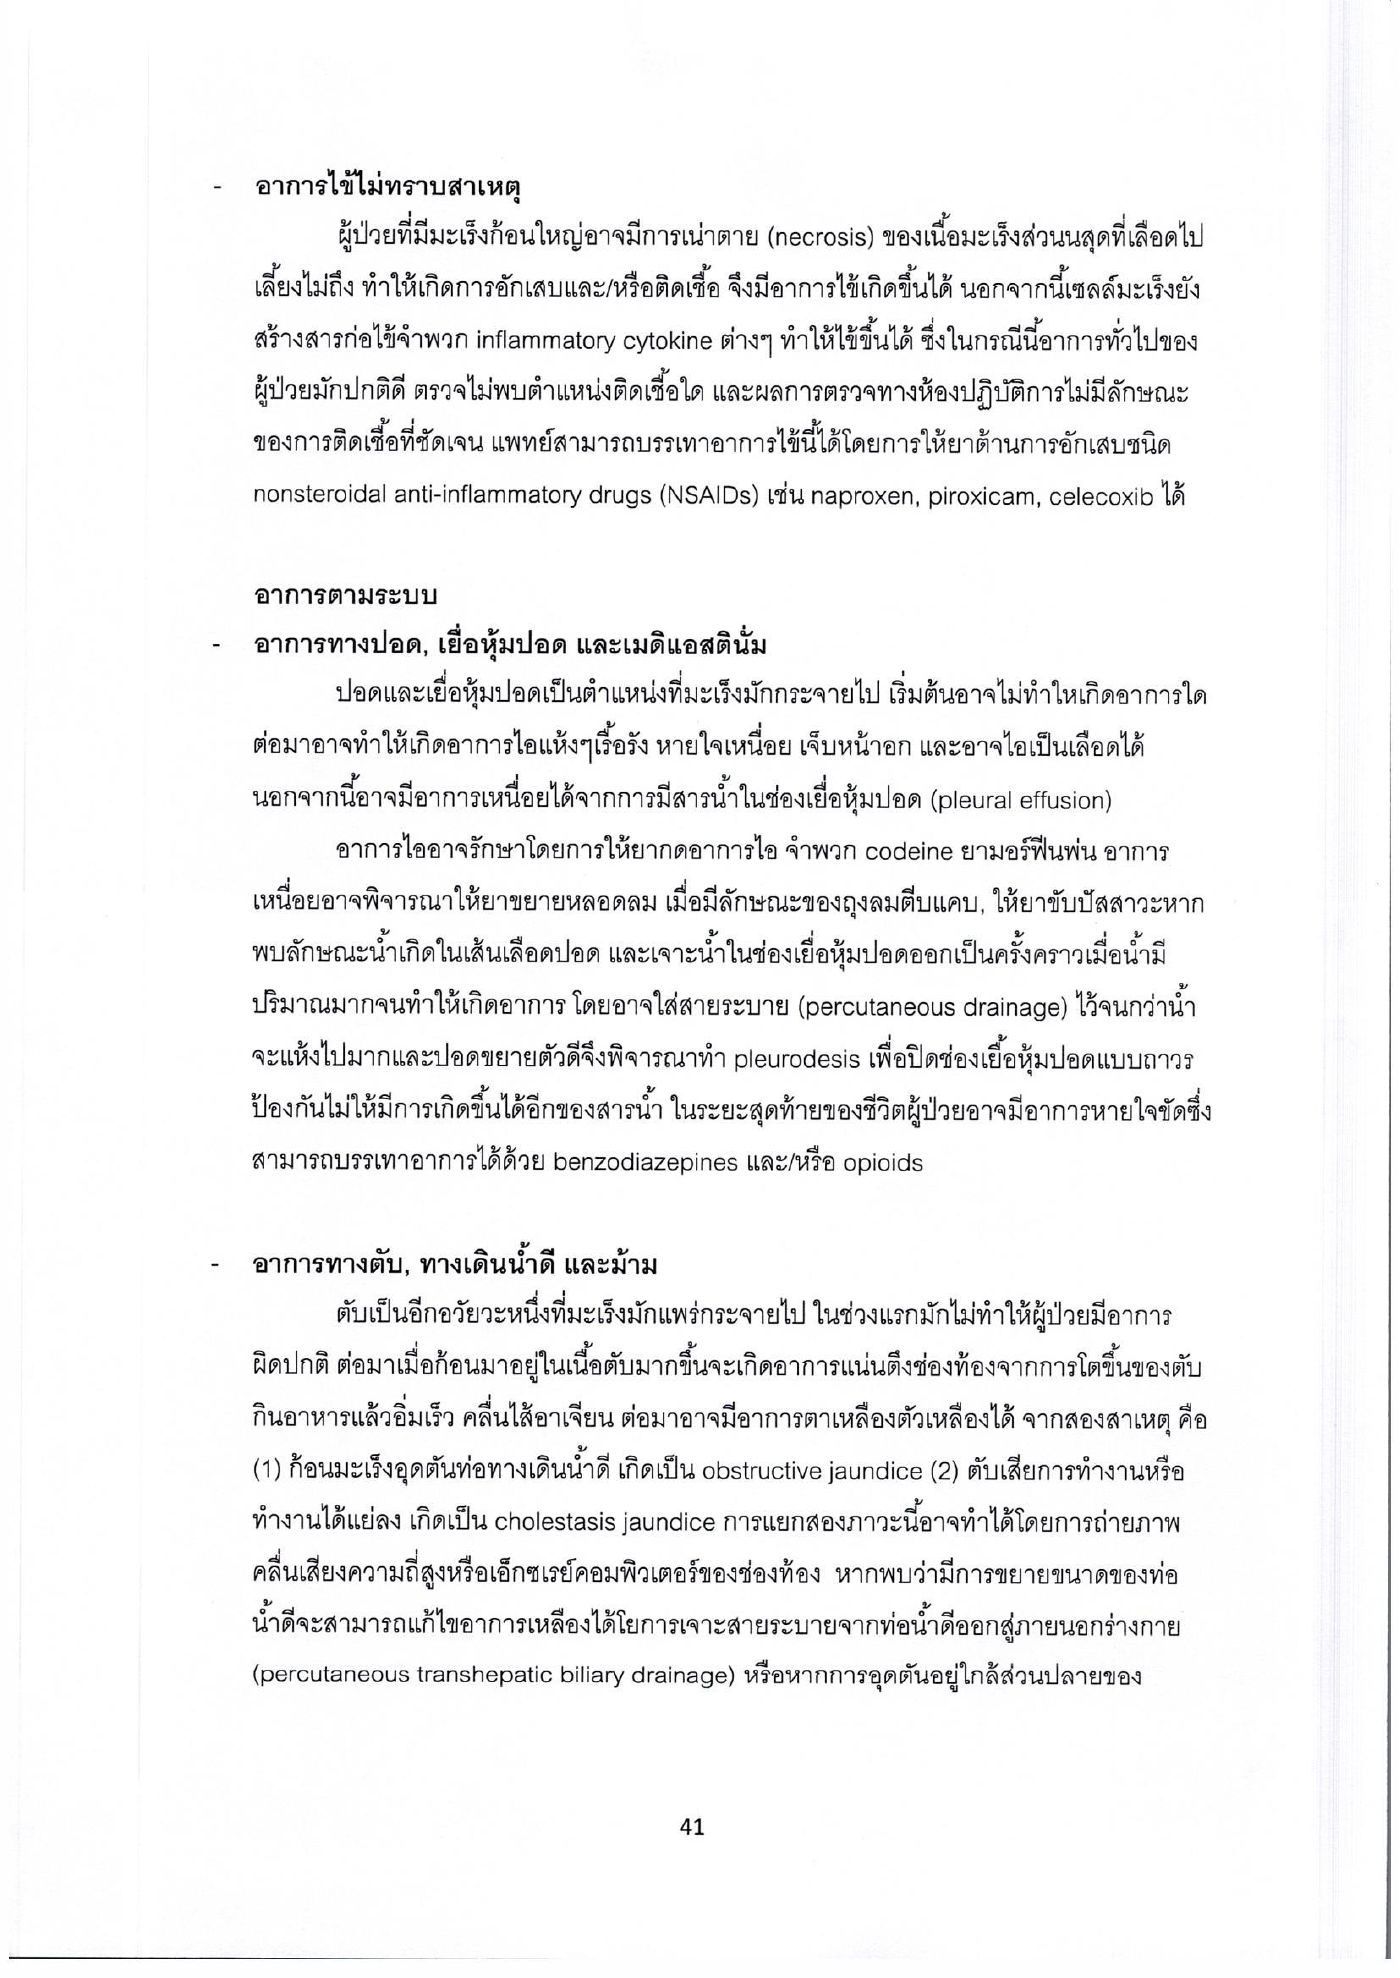 - อาการไข้ไม่ทราบสาเหตุ
ผู้ป่วยที่มีมะเร็งก้อนใหญ่อาจมีการเน่าตาย (necrosis) ของเนื้อมะเร็งส่วนนสุดที่เลือดไป
เลี้ยงไม่ถึง ทำให้เกิดการอักเสบและ/หรือติดเชื้อ จึงมีอาการไข้เกิดขึ้นได้ นอกจากนี้เซลล์มะเร็งยัง
สร้างสารก่อไข้จำพวก inflammatory cytokine ต่างๆ ทำให้ไข้ขึ้นได้ ซึ่งในกรณีนี้อาการทั่วไปของ
ผู้ป่วยมักปกติดี ตรวจไม่พบตำแหน่งติดเชื้อใด และผลการตรวจทางห้องปฏิบัติการไม่มีลักษณะ
ของการติดเชื้อที่ชัดเจน แพทย์สามารถบรรเทาอาการไข้นี้ได้โดยการให้ยาต้านการอักเสบชนิด
nonsteroidal anti-inflammatory drugs (NSAIDs) เช่น naproxen, piroxicam, celecoxib ได้
อาการตามระบบ
- อาการทางปอด, เยื่อหุ้มปอด และเมดิแอสตินั่ม
ปอดและเยื่อหุ้มปอดเป็นตำแหน่งที่มะเร็งมักกระจายไป เริ่มต้นอาจไม่ทำใหเกิดอาการใด
ต่อมาอาจทำให้เกิดอาการไอแห้งๆเรื้อรัง หายใจเหนื่อย เจ็บหน้าอก และอาจไอเป็นเลือดได้
นอกจากนี้อาจมีอาการเหนื่อยได้จากการมีสารน้ำในช่องเยื่อหุ้มปอด (pleural effusion)
อาการไออาจรักษาโดยการให้ยากดอาการไอ จำพวก codeine ยามอร์ฟีนพ่น อาการ
เหนื่อยอาจพิจารณาให้ยาขยายหลอดลม เมื่อมีลักษณะของถุงลมตีบแคบ, ให้ยาขับปัสสาวะหาก
พบลักษณะน้ำเกิดในเส้นเลือดปอด และเจาะน้ำในช่องเยื่อหุ้มปอดออกเป็นครั้งคราวเมื่อน้ำมี
ปริมาณมากจนทำให้เกิดอาการ โดยอาจใส่สายระบาย (percutaneous drainage) ไว้จนกว่าน้ำ
จะแห้งไปมากและปอดขยายตัวดีจึงพิจารณาทำ pleurodesis เพื่อปิดช่องเยื้อหุ้มปอดแบบถาวร
ป้องกันไม่ให้มีการเกิดขึ้นได้อีกของสารน้ำ ในระยะสุดท้ายของชีวิตผู้ป่วยอาจมีอาการหายใจขัดซึ่ง
สามารถบรรเทาอาการได้ด้วย benzodiazepines และ/หรือ opioids
- อาการทางตับ, ทางเดินน้ำดี และม้าม
ตับเป็นอีกอวัยวะหนึ่งที่มะเร็งมักแพร่กระจายไป ในช่วงแรกมักไม่ทำให้ผู้ป่วยมีอาการ
ผิดปกติ ต่อมาเมื่อก้อนมาอยู่ในเนื้อตับมากขึ้นจะเกิดอาการแน่นตึงช่องท้องจากการโตขึ้นของตับ
กินอาหารแล้วอิ่มเร็ว คลื่นไส้อาเจียน ต่อมาอาจมีอาการตาเหลืองตัวเหลืองได้ จากสองสาเหตุ คือ
(1) ก้อนมะเร็งอุดตันท่อทางเดินน้ำดี เกิดเป็น obstructive jaundice (2) ตับเสียการทำงานหรือ
ทำงานได้แย่ลง เกิดเป็น cholestasis jaundice การแยกสองภาวะนี้อาจทำได้โดยการถ่ายภาพ
คลื่นเสียงความถี่สูงหรือเอ็กซเรย์คอมพิวเตอร์ของช่องท้อง หากพบว่ามีการขยายขนาดของท่อ
น้ำดีจะสามารถแก้ไขอาการเหลืองได้โยการเจาะสายระบายจากท่อน้ำดีออกสู่ภายนอกร่างกาย
(percutaneous transhepatic biliary drainage) หรือหากการอุดตันอยู่ใกล้ส่วนปลายของ
41